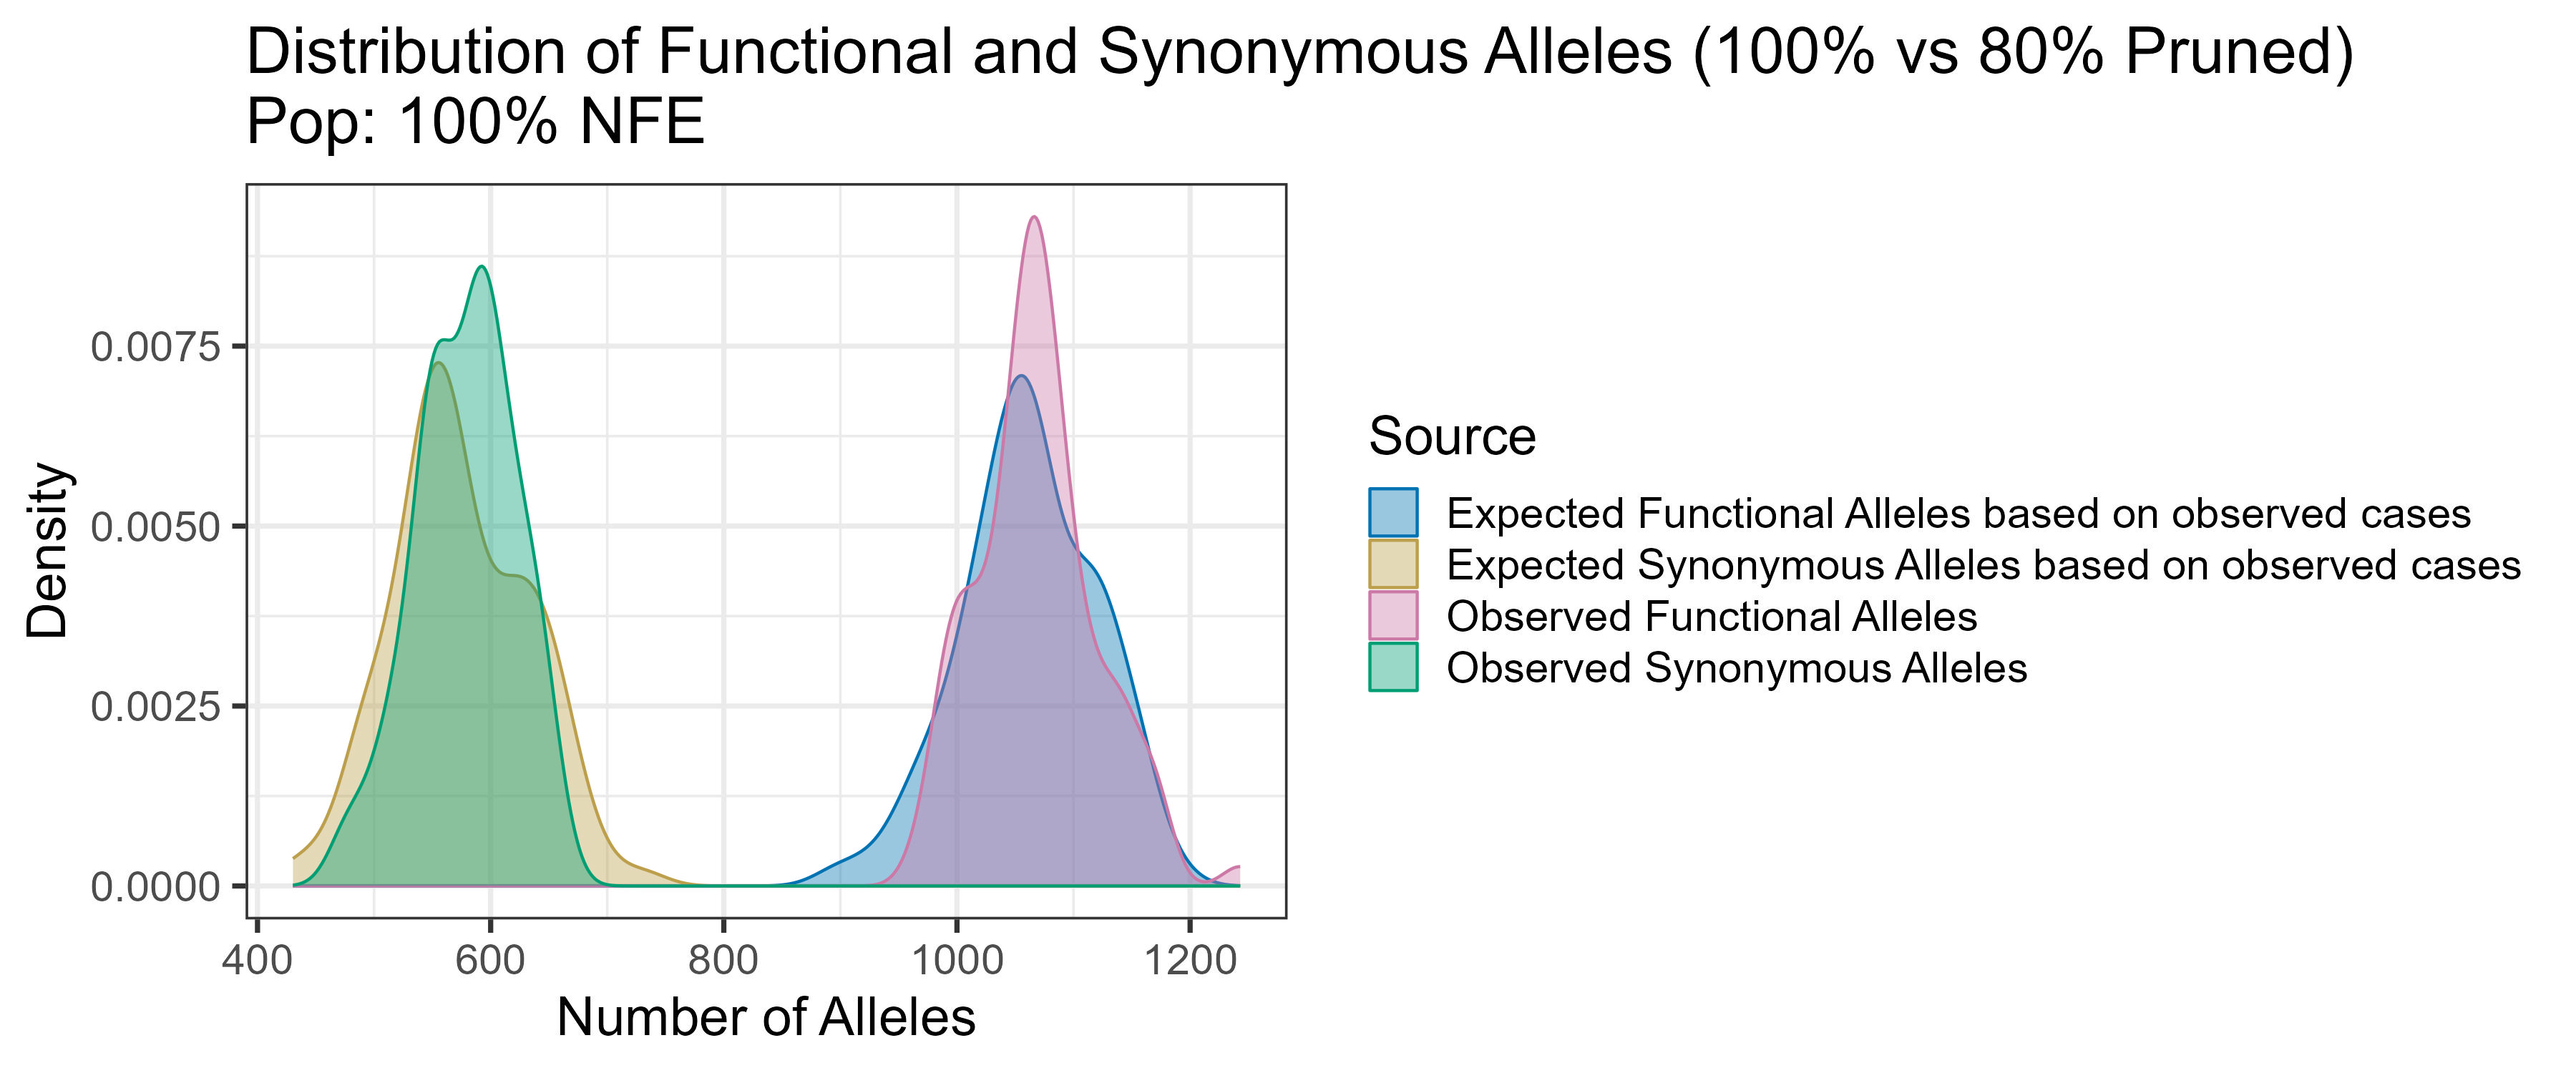 Distribution of Functional and Synonymous Alleles (100% vs 80% Pruned)
Pop: 100% NFE
Density
0.0075
0.0050
0.0025
0.0000
400 600 800 1000 1200
Number of Alleles
Source
Expected Functional Alleles based on observed cases
Expected Synonymous Alleles based on observed cases
Observed Functional Alleles
Observed Synonymous Alleles